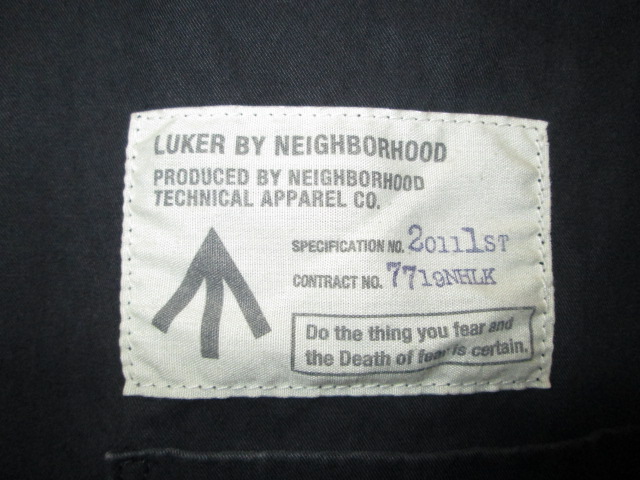 LUKER BY NEIGHBORHOOD
PRODUCED BY NEIGHBORHOOD
TECHNICAL APPAREL CO.
SPECIFICATION NO. 20111ST
CONTRACT NO. 7719NHLK
Do the thing you fear and
the Death of fear is certain.